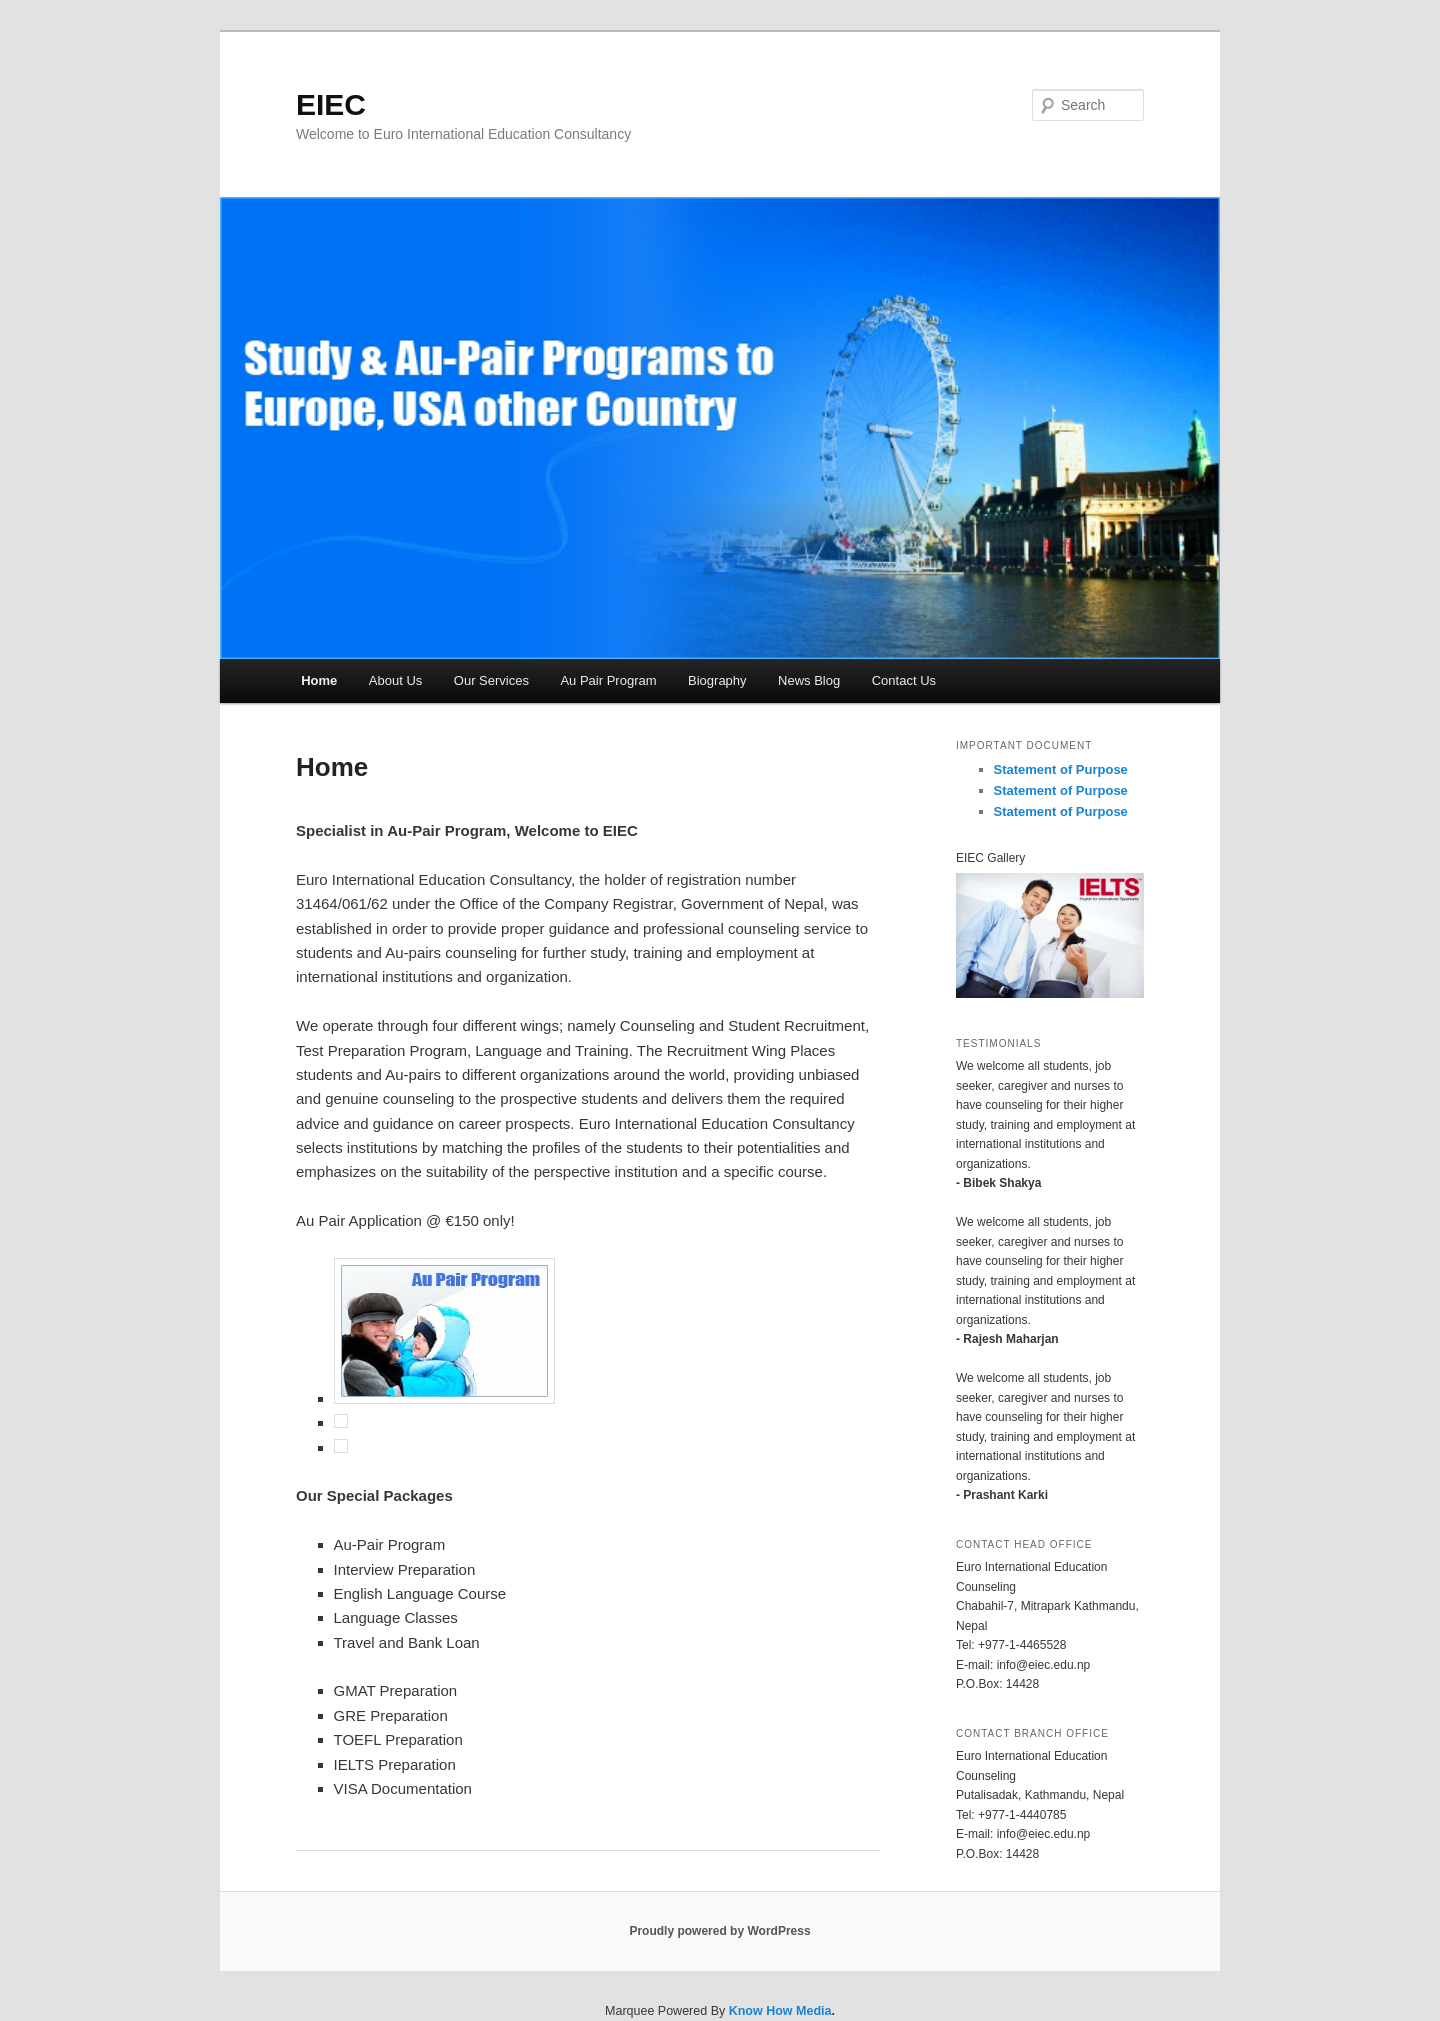 EIEC
Welcome to Euro International Education Consultancy
Search
Study & Au-Pair Programs to
Europe, USA other Country
Home About Us Our Services Au Pair Program Biography News Blog Contact Us
Home
Specialist in Au-Pair Program, Welcome to EIEC
Euro International Education Consultancy, the holder of registration number
31464/061/62 under the Office of the Company Registrar, Government of Nepal, was
established in order to provide proper guidance and professional counseling service to
students and Au-pairs counseling for further study, training and employment at
international institutions and organization.
We operate through four different wings; namely Counseling and Student Recruitment,
Test Preparation Program, Language and Training. The Recruitment Wing Places
students and Au-pairs to different organizations around the world, providing unbiased
and genuine counseling to the prospective students and delivers them the required
advice and guidance on career prospects. Euro International Education Consultancy
selects institutions by matching the profiles of the students to their potentialities and
emphasizes on the suitability of the perspective institution and a specific course.
Au Pair Application @ €150 only!
Au Pair Program
Our Special Packages
Au-Pair Program
Interview Preparation
English Language Course
Language Classes
Travel and Bank Loan
GMAT Preparation
GRE Preparation
TOEFL Preparation
IELTS Preparation
VISA Documentation
IMPORTANT DOCUMENT
Statement of Purpose
Statement of Purpose
Statement of Purpose
EIEC Gallery
IELTS
English for International Opportunity
TESTIMONIALS
We welcome all students, job
seeker, caregiver and nurses to
have counseling for their higher
study, training and employment at
international institutions and
organizations.
- Bibek Shakya
We welcome all students, job
seeker, caregiver and nurses to
have counseling for their higher
study, training and employment at
international institutions and
organizations.
- Rajesh Maharjan
We welcome all students, job
seeker, caregiver and nurses to
have counseling for their higher
study, training and employment at
international institutions and
organizations.
- Prashant Karki
CONTACT HEAD OFFICE
Euro International Education
Counseling
Chabahil-7, Mitrapark Kathmandu,
Nepal
Tel: +977-1-4465528
E-mail: info@eiec.edu.np
P.O.Box: 14428
CONTACT BRANCH OFFICE
Euro International Education
Counseling
Putalisadak, Kathmandu, Nepal
Tel: +977-1-4440785
E-mail: info@eiec.edu.np
P.O.Box: 14428
Proudly powered by WordPress
Marquee Powered By Know How Media.